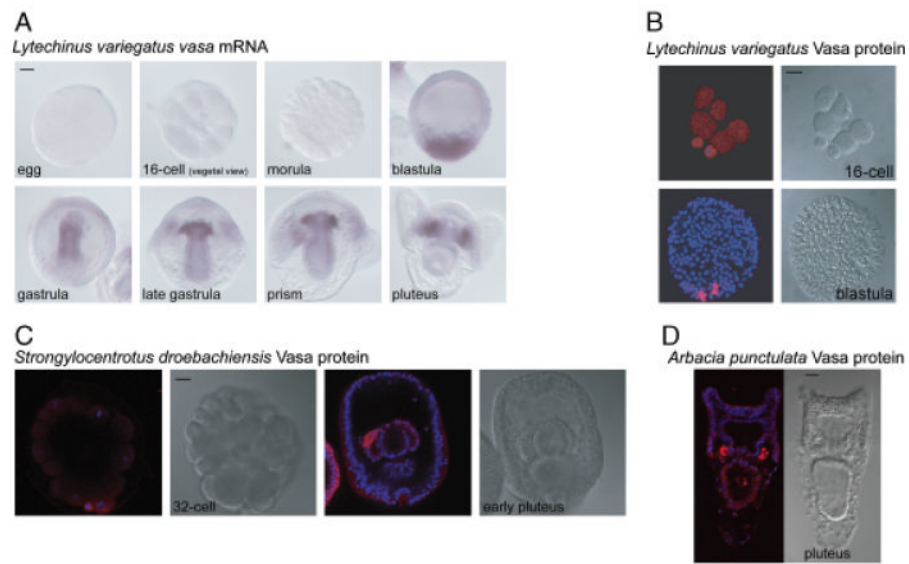 A
Lytechinus variegatus vasa mRNA
egg
16-cell (vegetal view)
morula
blastula
gastrula
late gastrula
prism
pluteus
B
Lytechinus variegatus Vasa protein
16-cell
blastula
C
Strongylocentrotus droebachiensis Vasa protein
32-cell
early pluteus
D
Arbacia punctulata Vasa protein
pluteus